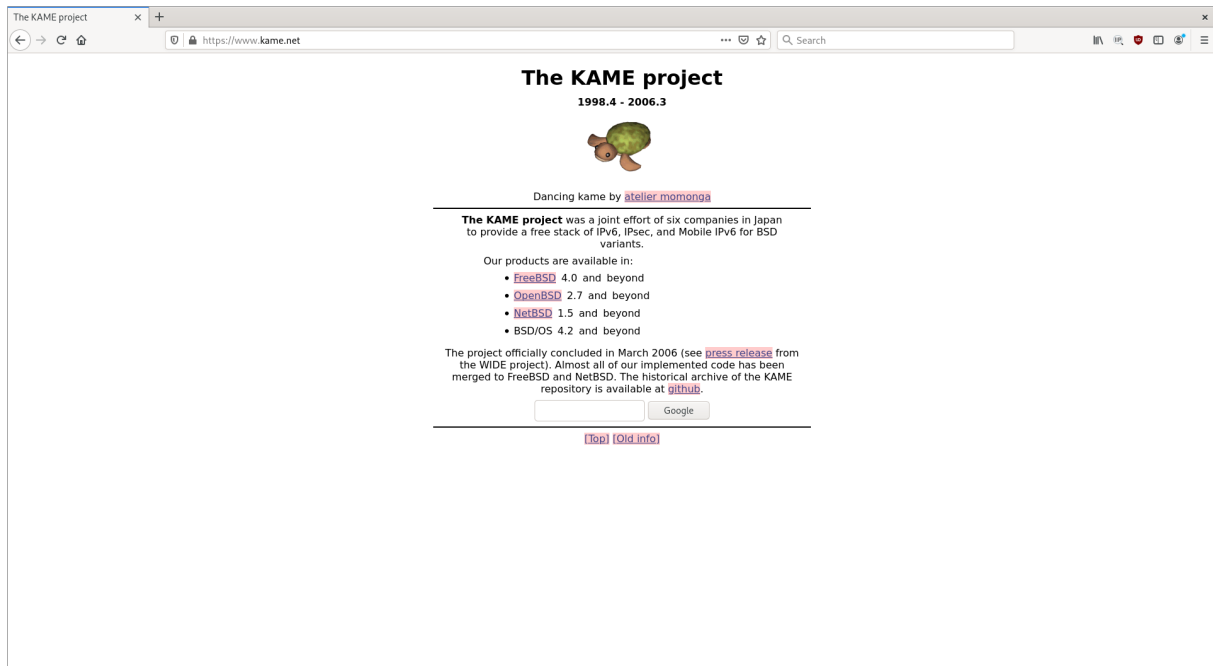 The KAME project
https://www.kame.net
Search
The KAME project
1998.4 - 2006.3
Dancing kame by atelier momonga
The KAME project was a joint effort of six companies in Japan
to provide a free stack of IPv6, IPsec, and Mobile IPv6 for BSD
variants.
Our products are available in:
• FreeBSD 4.0 and beyond
• OpenBSD 2.7 and beyond
• NetBSD 1.5 and beyond
• BSD/OS 4.2 and beyond
The project officially concluded in March 2006 (see press release from
the WIDE project). Almost all of our implemented code has been
merged to FreeBSD and NetBSD. The historical archive of the KAME
repository is available at github.
Google
[Top] [Old info]